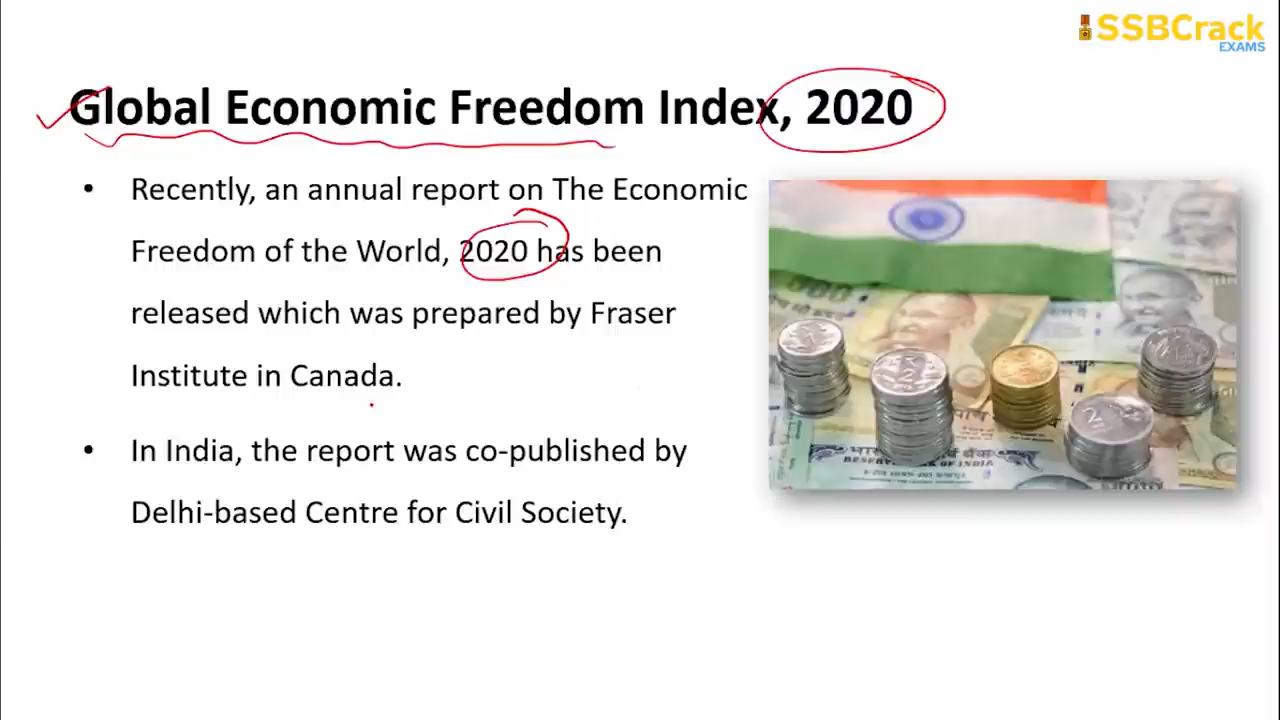 SSBCrack
EXAMS
Global Economic Freedom Index, 2020
• Recently, an annual report on The Economic
Freedom of the World, 2020 has been
released which was prepared by Fraser
Institute in Canada.
• In India, the report was co-published by
Delhi-based Centre for Civil Society.